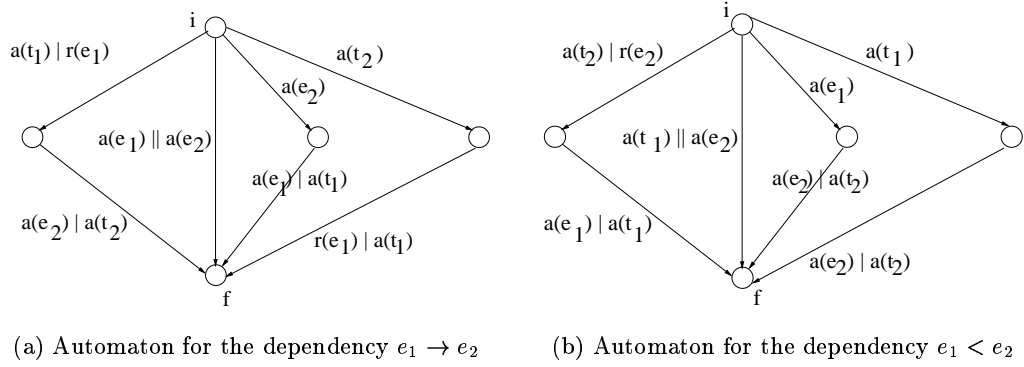 i
a(t₁) | r(e₁)
a(t₂)
a(e₂)
a(e₁) || a(e₂)
a(e₁) | a(t₁)
a(e₂) | a(t₂)
r(e₁) | a(t₁)
f
(a) Automaton for the dependency e₁ → e₂
i
a(t₂) | r(e₂)
a(t₁)
a(e₁)
a(t₁) || a(e₂)
a(e₂) | a(t₂)
a(e₁) | a(t₁)
a(e₂) | a(t₂)
f
(b) Automaton for the dependency e₁ < e₂